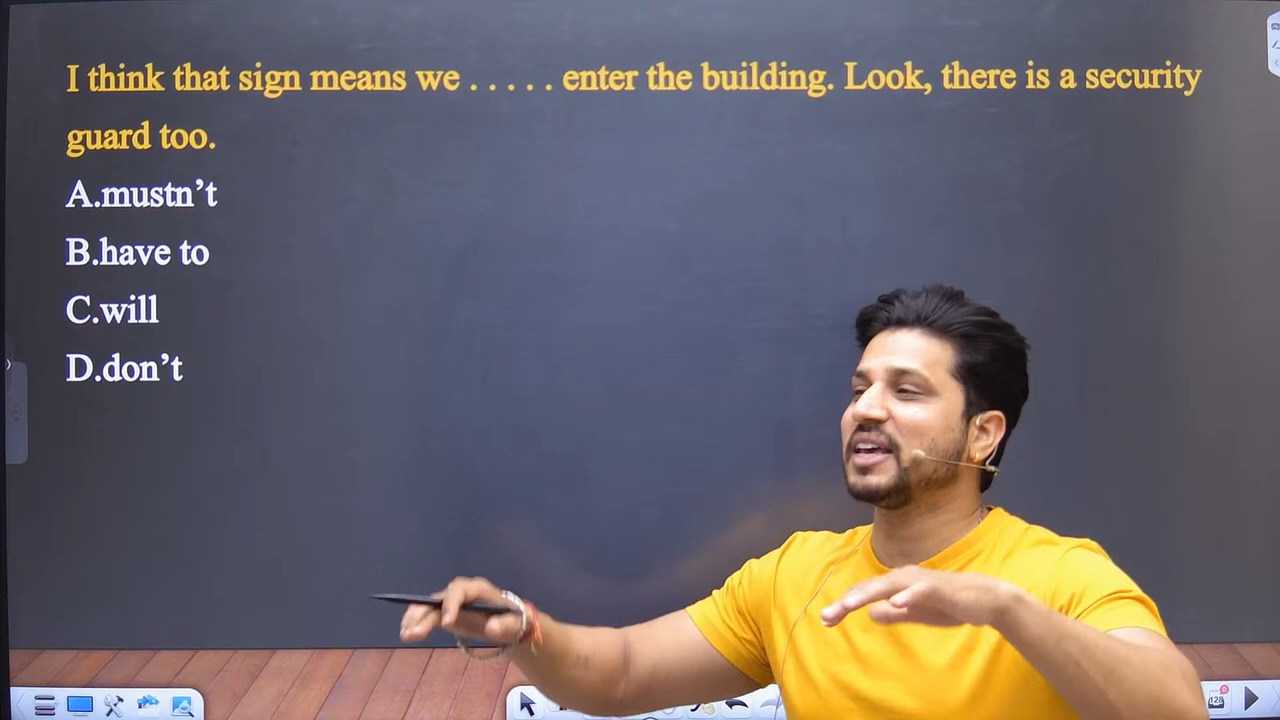 I think that sign means we . . . . . enter the building. Look, there is a security
guard too.
A.mustn’t
B.have to
C.will
D.don’t
128